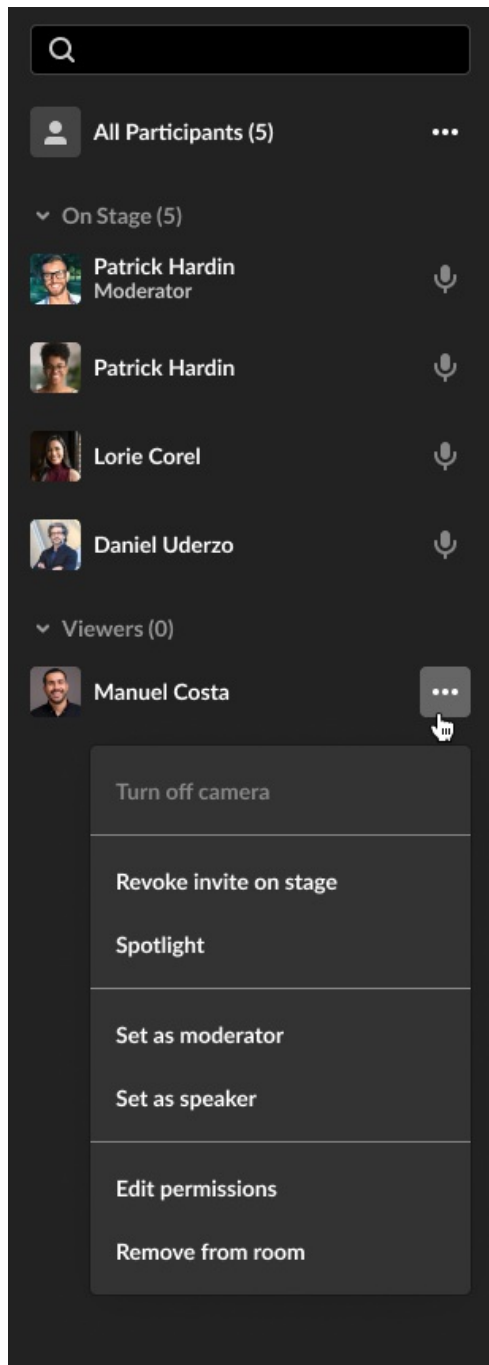 All Participants (5)
On Stage (5)
Patrick Hardin
Moderator
Patrick Hardin
Lorie Corel
Daniel Uderzo
Viewers (0)
Manuel Costa
Turn off camera
Revoke invite on stage
Spotlight
Set as moderator
Set as speaker
Edit permissions
Remove from room